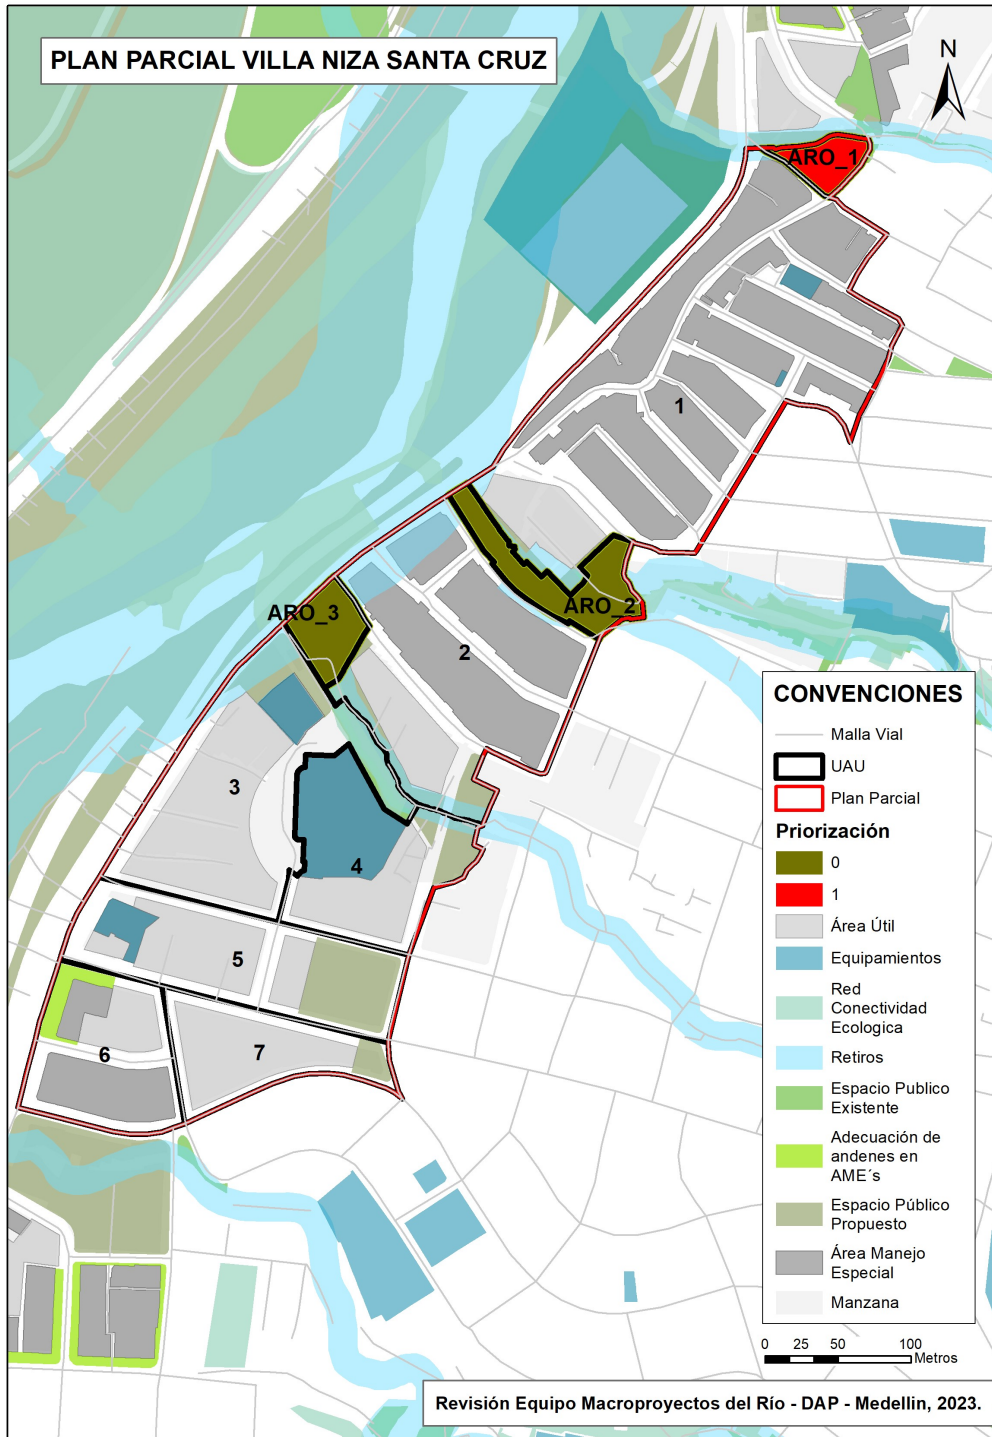 PLAN PARCIAL VILLA NIZA SANTA CRUZ
N
ARO_1
1
ARO_2
ARO_3
2
3
4
5
6
7
CONVENCIONES
Malla Vial
UAU
Plan Parcial
Priorización
0
1
Área Útil
Equipamientos
Red
Conectividad
Ecologica
Retiros
Espacio Publico
Existente
Adecuación de
andenes en
AME´s
Espacio Público
Propuesto
Área Manejo
Especial
Manzana
0 25 50 100
Metros
Revisión Equipo Macroproyectos del Río - DAP - Medellin, 2023.